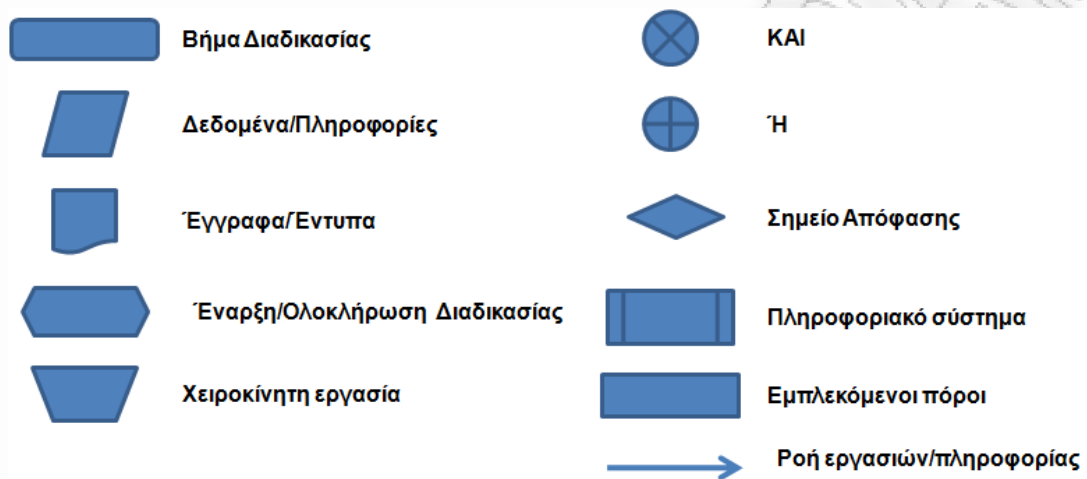 Βήμα Διαδικασίας
Δεδομένα/Πληροφορίες
Έγγραφα/Έντυπα
Έναρξη/Ολοκλήρωση Διαδικασίας
Χειροκίνητη εργασία
ΚΑΙ
Ή
Σημείο Απόφασης
Πληροφοριακό σύστημα
Εμπλεκόμενοι πόροι
Ροή εργασιών/πληροφορίας